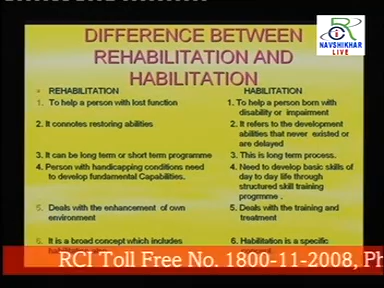 DIFFERENCE BETWEEN
REHABILITATION AND
HABILITATION
NAVSHIKHAR
LIVE
REHABILITATION
1. To help a person with lost function
2. It connotes restoring abilities
3. It can be long term or short term programme
4. Person with handicapping conditions need
to develop fundamental Capabilities.
5. Deals with the enhancement of own
environment
6. It is a broad concept which includes
HABILITATION
1. To help a person born with
disability or impairment
2. It refers to the development
abilities that never existed or
are delayed
3. This is long term process.
4. Need to develop basic skills of
day to day life through
structured skill training
progrmme .
5. Deals with the training and
treatment
6. Habilitation is a specific
RCI Toll Free No. 1800-11-2008, Ph